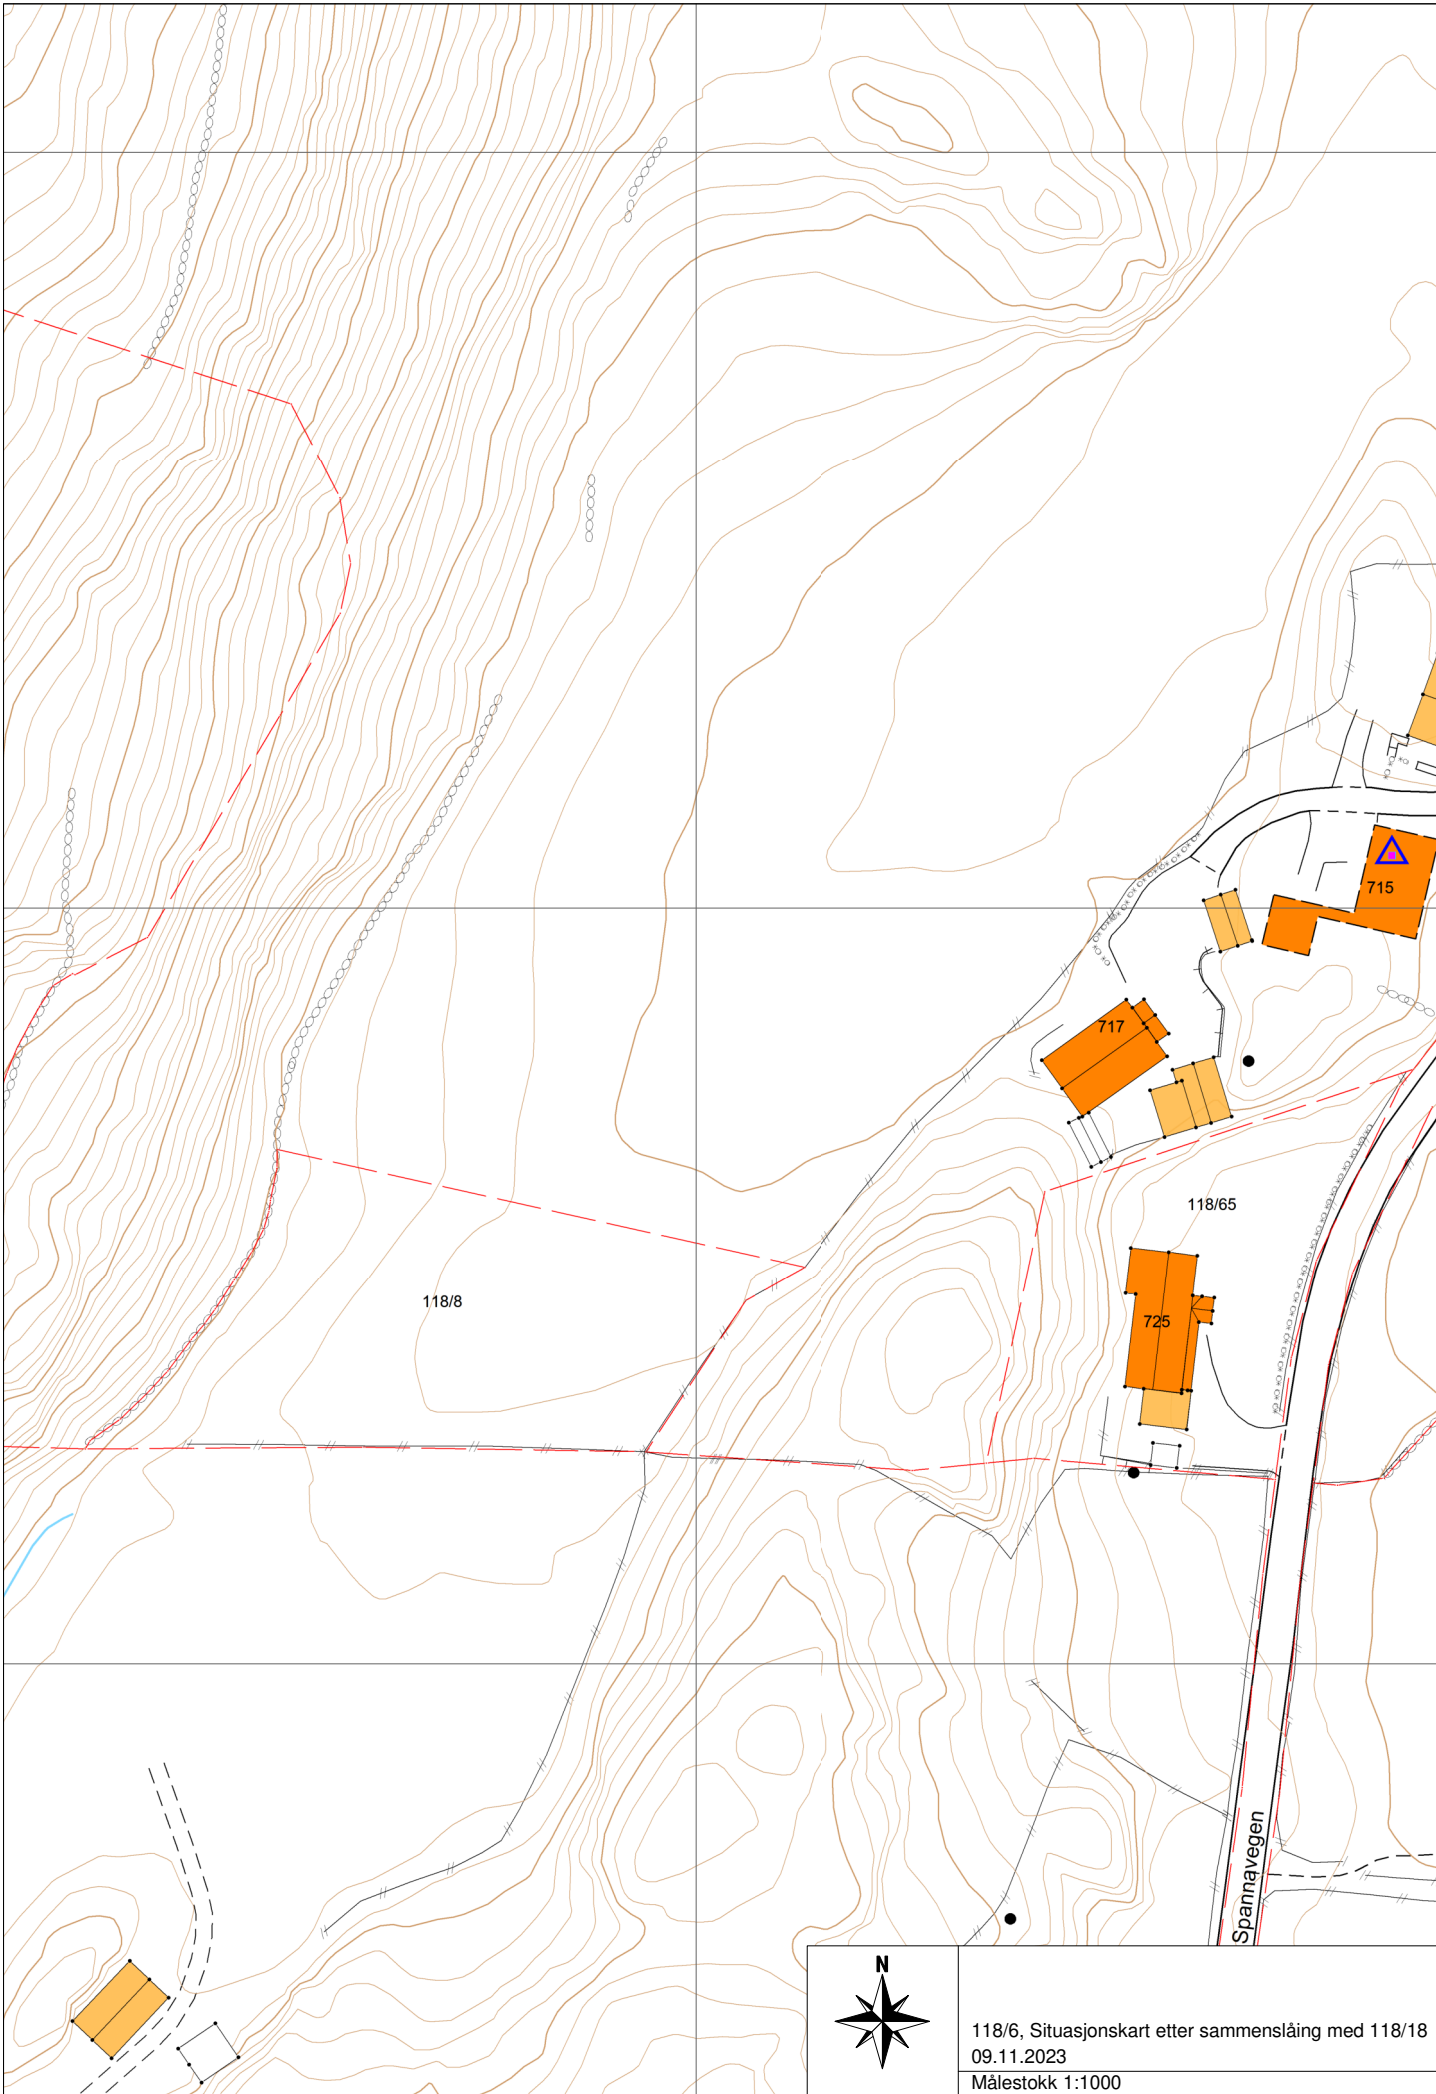 715
717
118/65
118/8
725
Spannavegen
N
118/6, Situasjonskart etter sammenslåing med 118/18
09.11.2023
Målestokk 1:1000